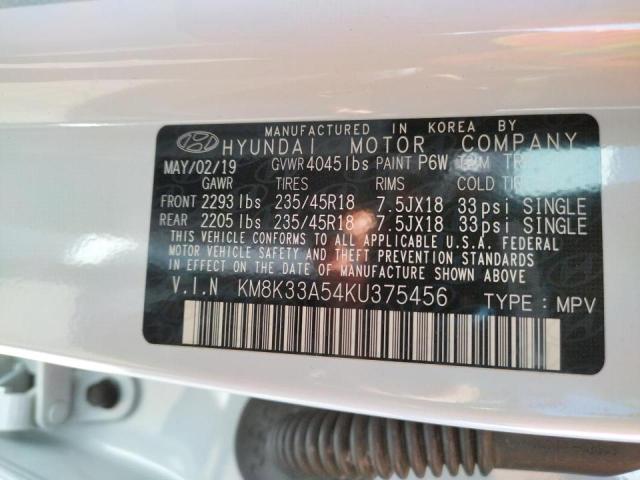 MANUFACTURED IN KOREA BY
HYUNDAI MOTOR COMPANY
MAY/02/19 GVWR 4045lbs PAINT P6W TRIM TR
GAWR TIRES RIMS COLD
FRONT 2293 lbs 235/45R18 7.5JX18 33psi SINGLE
REAR 2205 lbs 235/45R18 7.5JX18 33psi SINGLE
THIS VEHICLE CONFORMS TO ALL APPLICABLE U.S.A. FEDERAL
MOTOR VEHICLE SAFETY AND THEFT PREVENTION STANDARDS
IN EFFECT ON THE DATE OF MANUFACTURE SHOWN ABOVE.
V.I.N KM8K33A54KU375456 TYPE : MPV